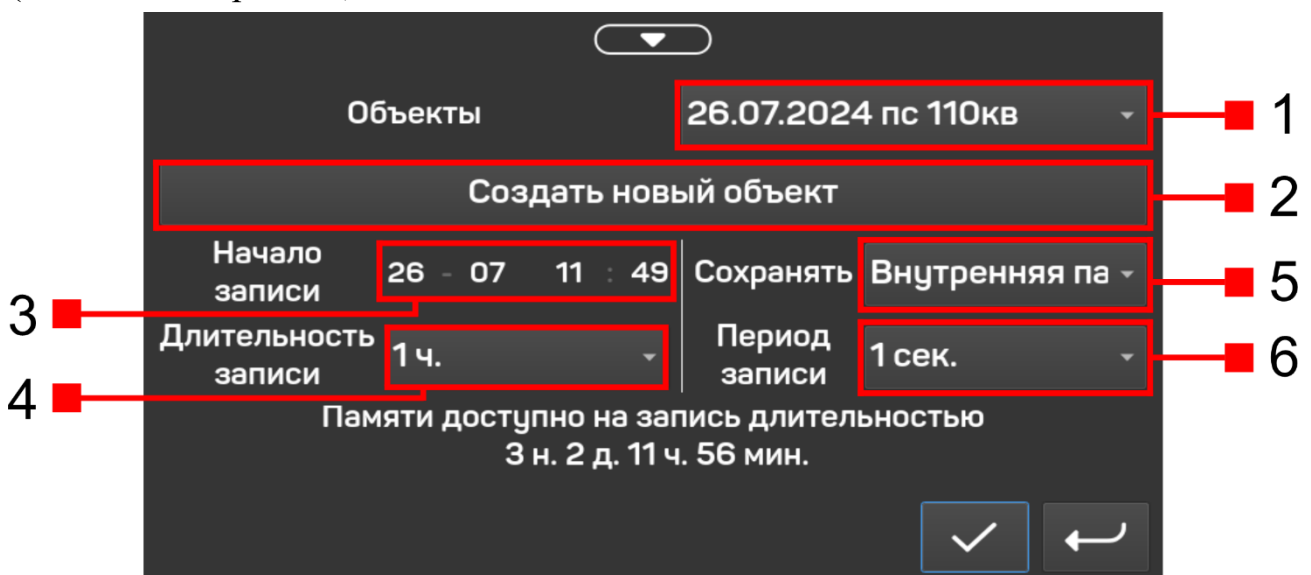 Объекты
26.07.2024 пс 110кв
1
Создать новый объект
2
Начало записи
26 - 07 11 : 49
3
Сохранять
Внутренняя па
5
Длительность записи
1 ч.
4
Период записи
1 сек.
6
Памяти доступно на запись длительностью
3 н. 2 д. 11 ч. 56 мин.